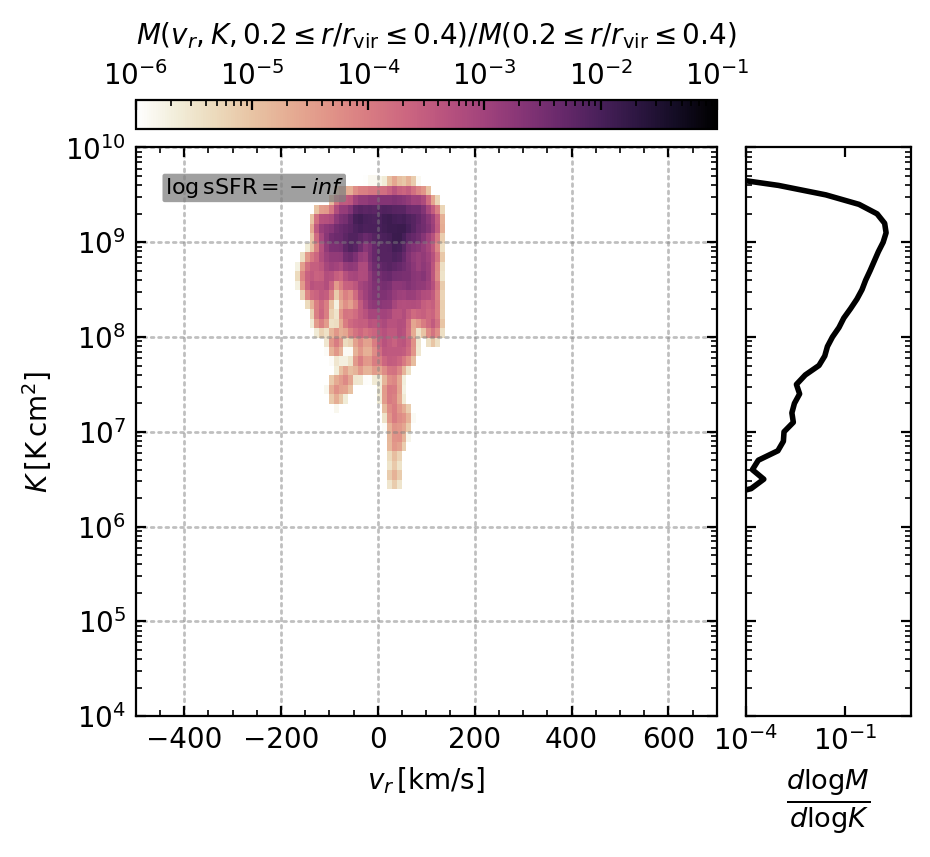 M(v_r, K, 0.2 ≤ r/r_vir ≤ 0.4)/M(0.2 ≤ r/r_vir ≤ 0.4)
10^−6 10^−5 10^−4 10^−3 10^−2 10^−1
10^10
log sSFR = −inf
10^9
10^8
10^7
10^6
10^5
10^4
K [K cm^2]
−400 −200 0 200 400 600
v_r [km/s]
10^−4 10^−1
dlogM
dlogK